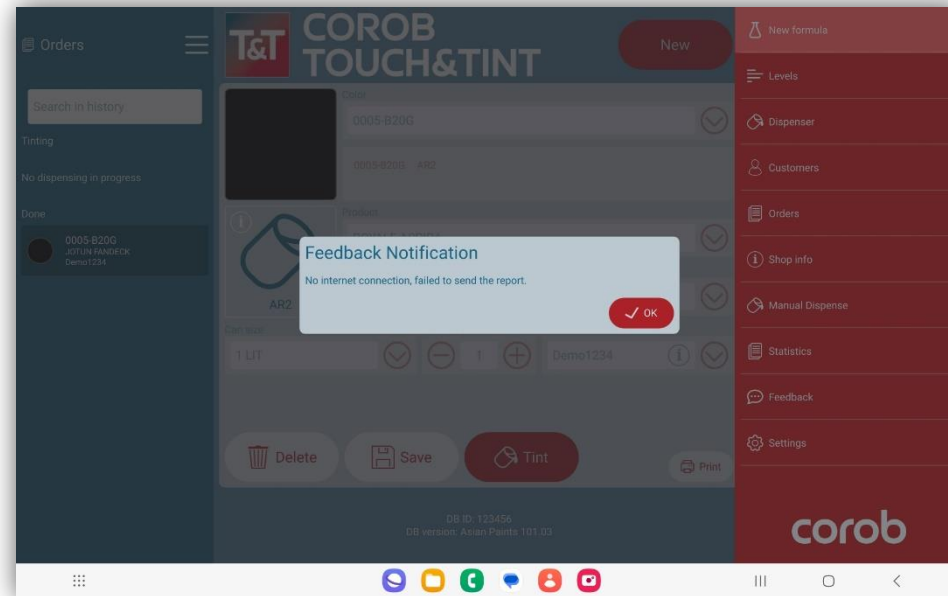 Orders
Search in history
Tinting
No dispensing in progress
Done
0005-B20G
JOTUN FANDECK
Demo1234
T&T
COROB
TOUCH&TINT
New
Color
0005-B20G
0005-B20G AR2
Product
AR2
Feedback Notification
No internet connection, failed to send the report.
OK
Can size
1 LIT
1
Demo1234
Delete
Save
Tint
Print
DB ID: 123456
DB version: Asian Paints 101.03
New formula
Levels
Dispenser
Customers
Orders
Shop info
Manual Dispense
Statistics
Feedback
Settings
corob